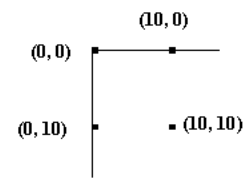 (10, 0)
(0, 0)
(0, 10)
(10, 10)